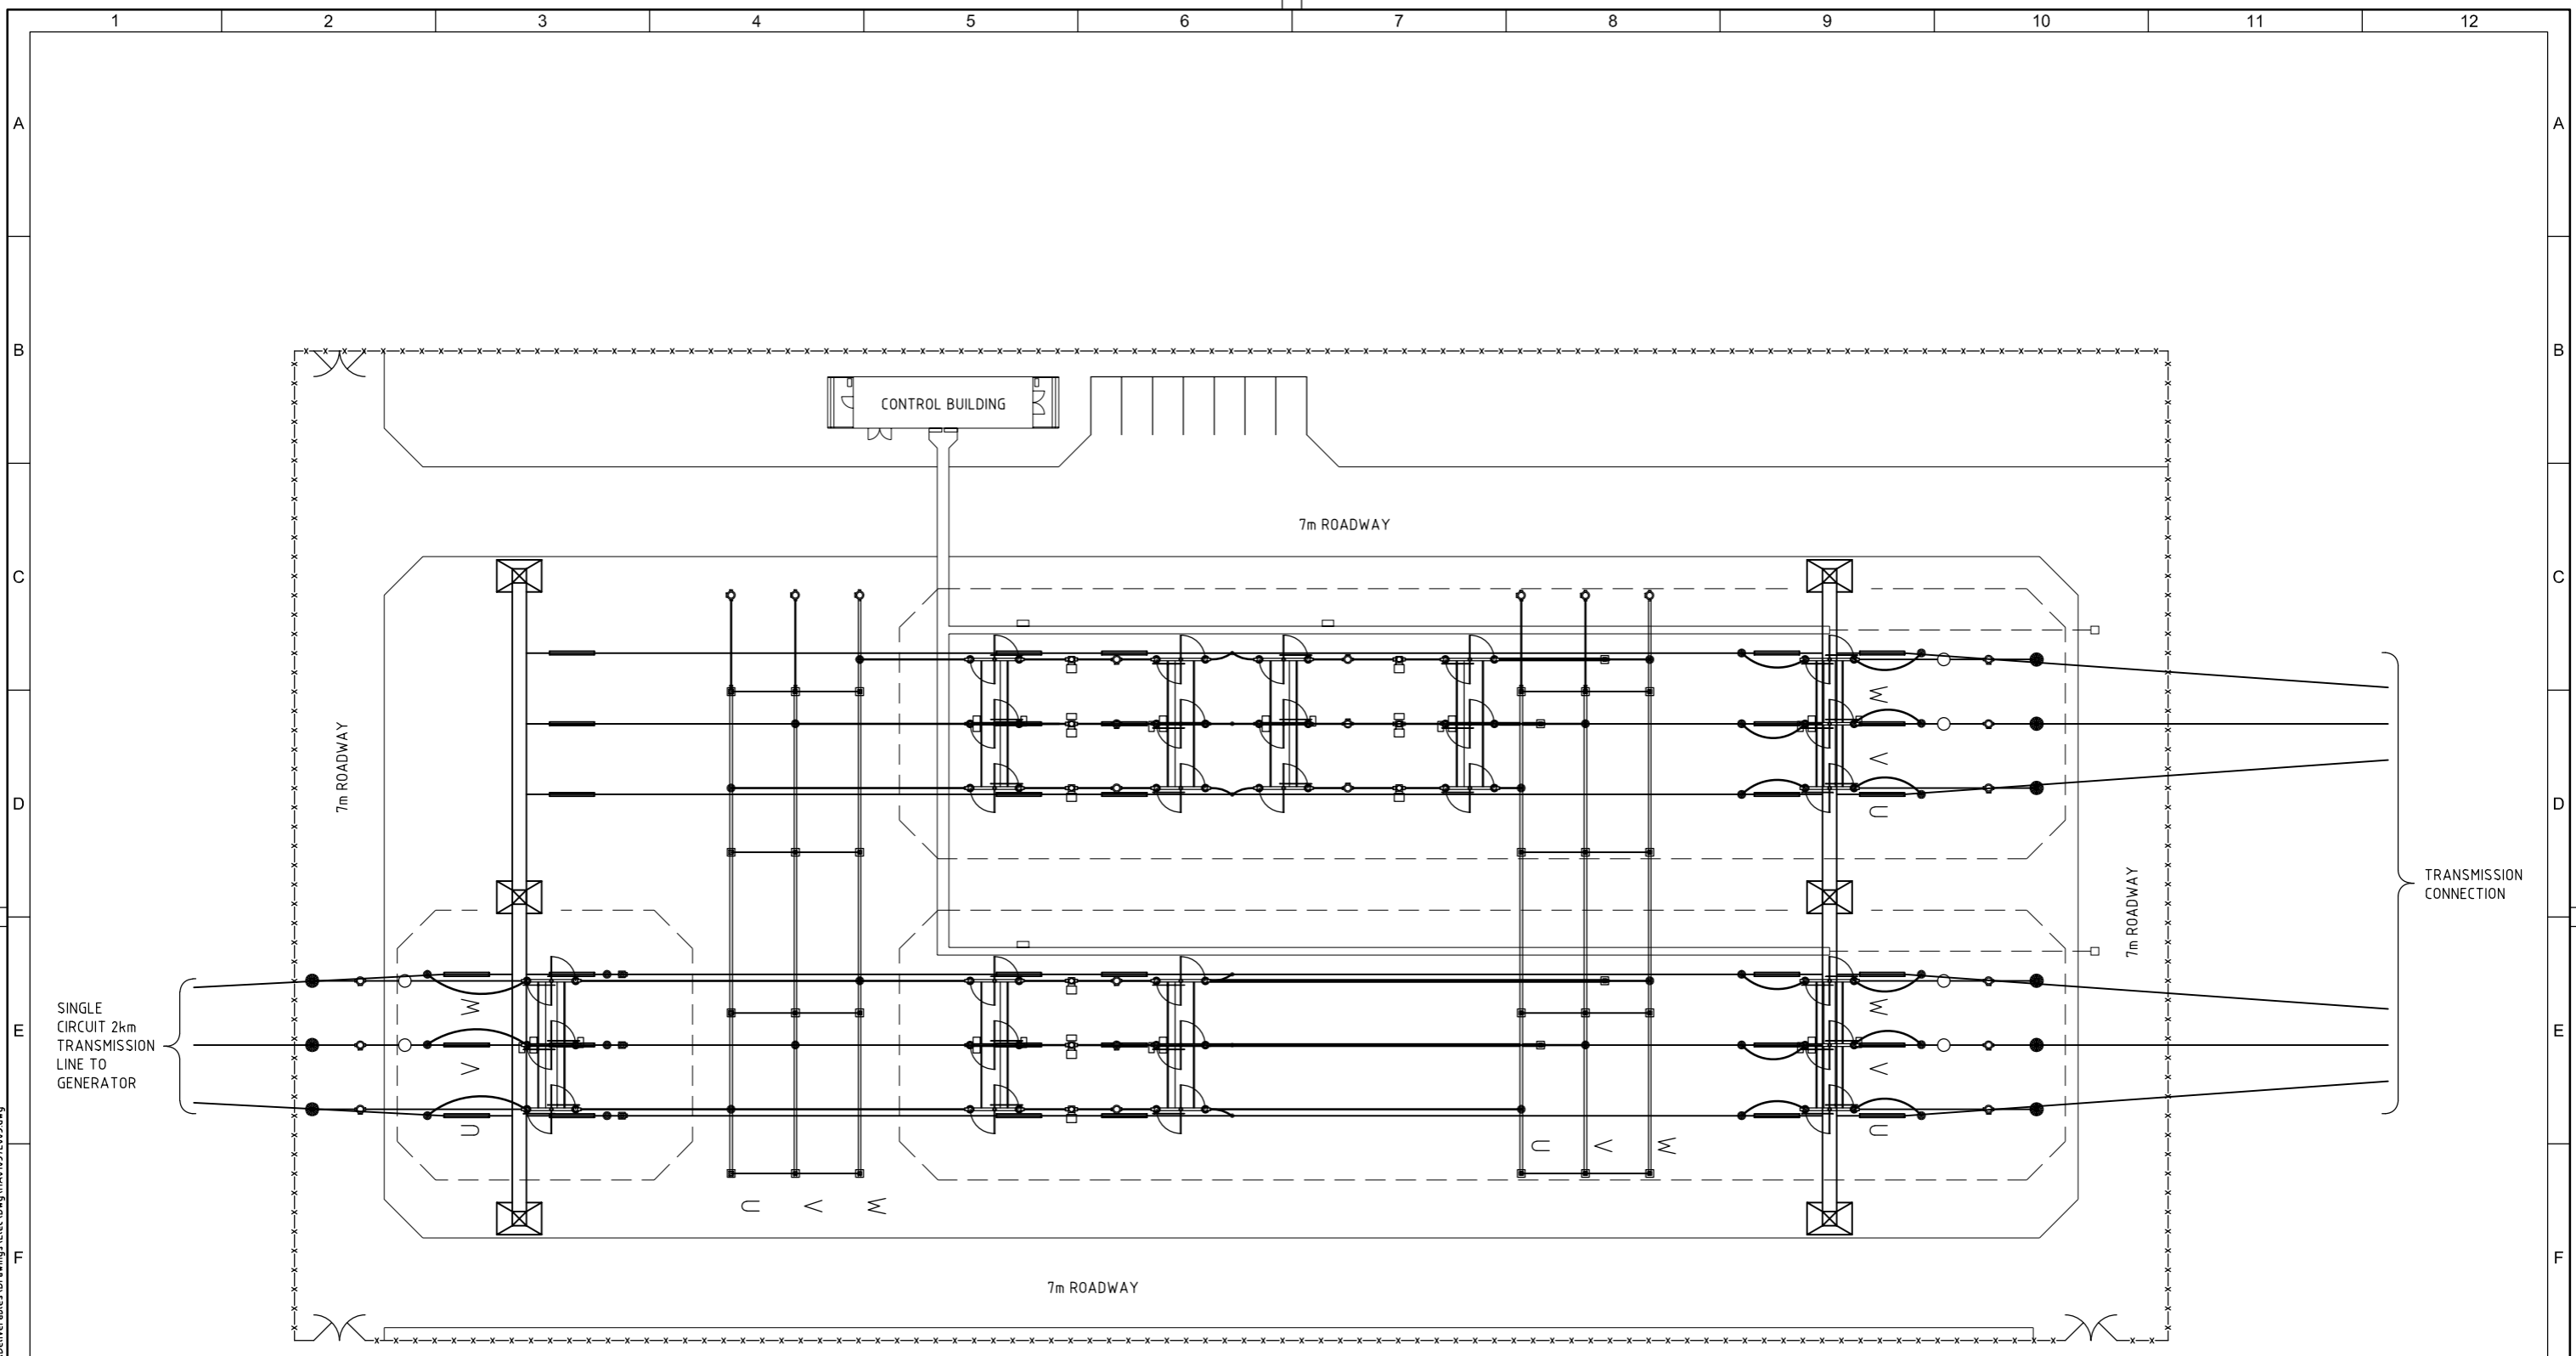 1 2 3 4 5 6 7 8 9 10 11 12
A A
B B
CONTROL BUILDING
7m ROADWAY
C C
W
7m ROADWAY
V
D D
U
7m ROADWAY
TRANSMISSION
CONNECTION
SINGLE
CIRCUIT 2km
TRANSMISSION
LINE TO
GENERATOR
W W
E E
V V
U U
U V W
U V W
F F
7m ROADWAY